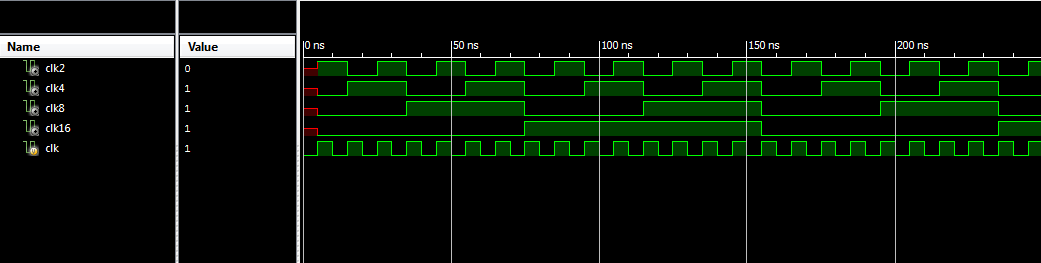 0 ns 50 ns 100 ns 150 ns 200 ns
Name Value
clk2 0
clk4 1
clk8 1
clk16 1
clk 1